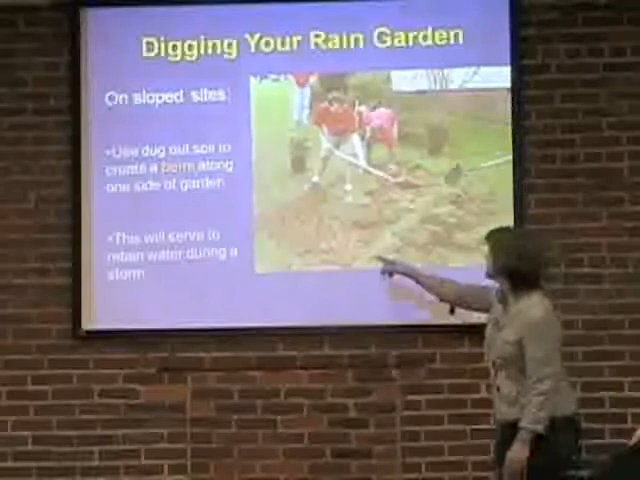 Digging Your Rain Garden
On sloped sites:
•Use dug out soil to
create a berm along
one side of garden
•This will serve to
retain water during a
storm